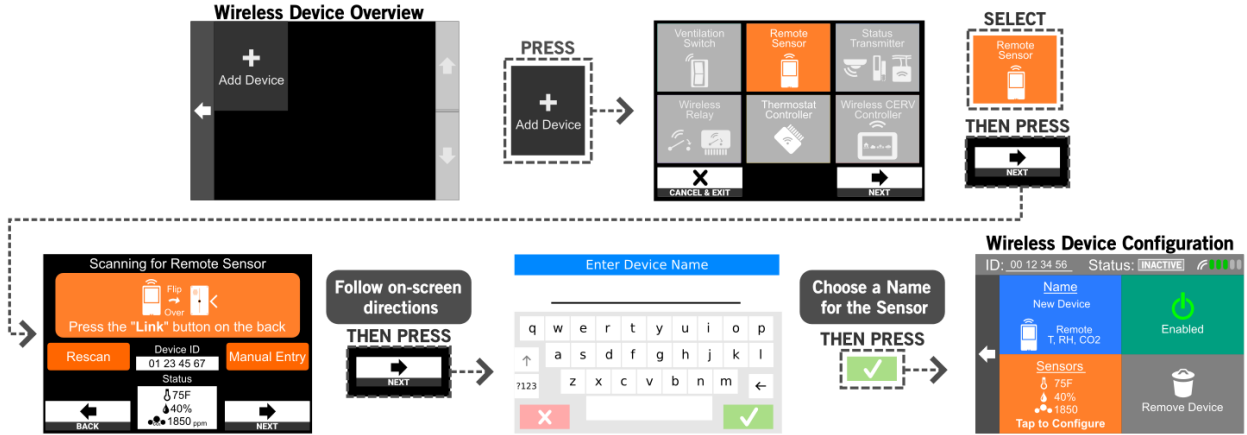 Wireless Device Overview
+
Add Device
PRESS
+
Add Device
Ventilation
Switch
Remote
Sensor
Status
Transmitter
Wireless
Relay
Thermostat
Controller
Wireless CERV
Controller
X
CANCEL & EXIT
NEXT
SELECT
Remote
Sensor
THEN PRESS
NEXT
Scanning for Remote Sensor
Flip
Over
Press the "Link" button on the back
Rescan
Device ID
01 23 45 67
Manual Entry
Status
75F
40%
1850 ppm
BACK
NEXT
Follow on-screen
directions
THEN PRESS
NEXT
Enter Device Name
q w e r t y u i o p
a s d f g h j k l
?123
z x c v b n m
Choose a Name
for the Sensor
THEN PRESS
Wireless Device Configuration
ID: 00 12 34 56 Status: INACTIVE
Name
New Device
Remote
T, RH, CO2
Enabled
Sensors
75F
40%
1850
Tap to Configure
Remove Device